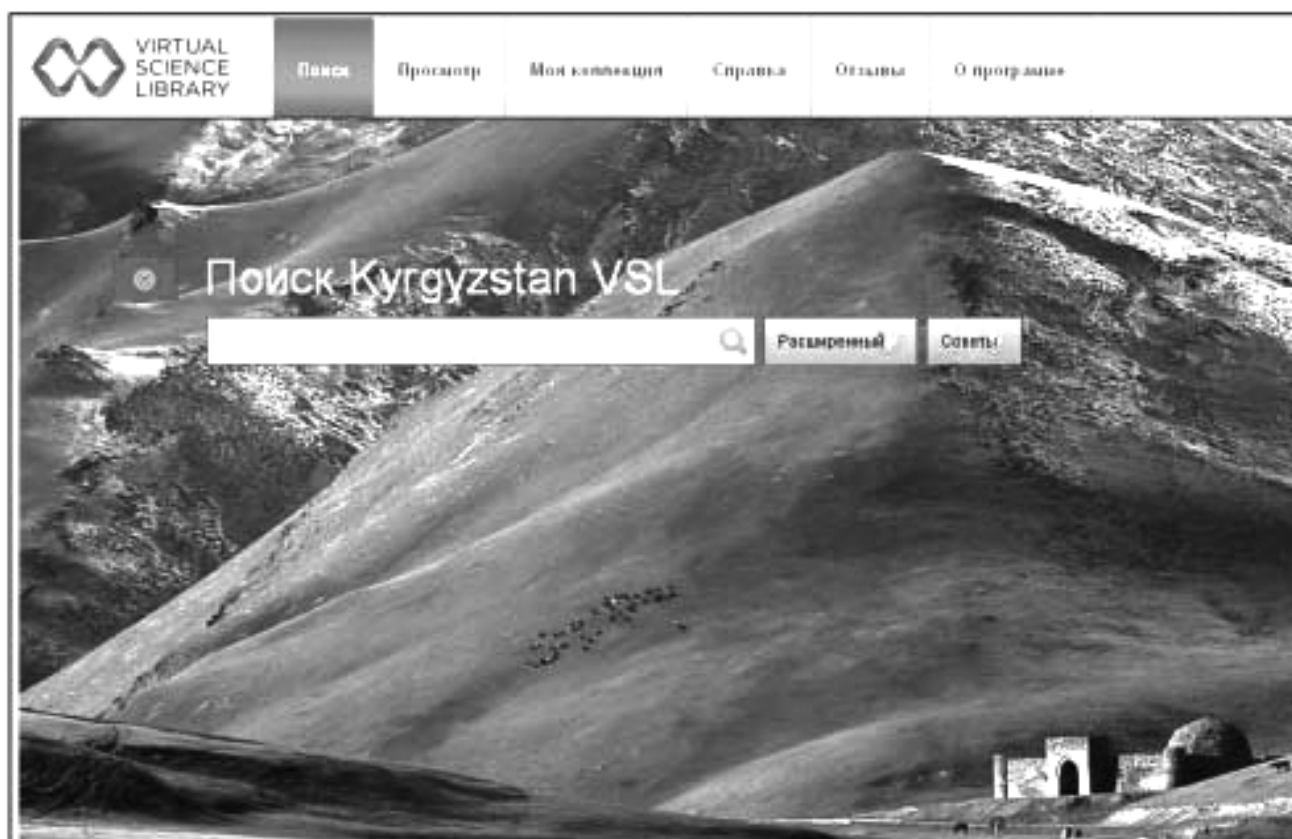 VIRTUAL
SCIENCE
LIBRARY
Поиск
Просмотр
Моя коллекция
Справка
Отзывы
О программе
Поиск Kyrgyzstan VSL
Расширенный
Советы